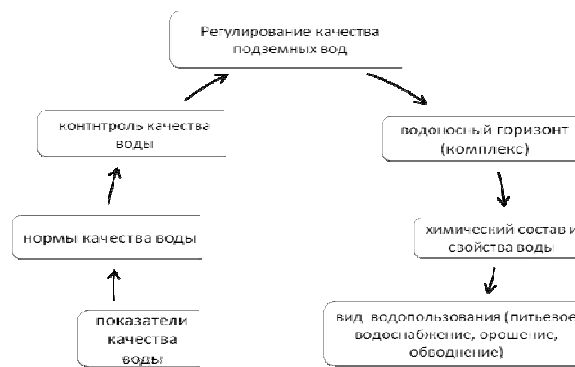 Регулирование качества
подземных вод
контнтроль качества
воды
водоносный горизонт
(комплекс)
нормы качества воды
химический состав и
свойства воды
показатели
качества
воды
вид водопользования (питьевое
водоснабжение, орошение,
обводнение)